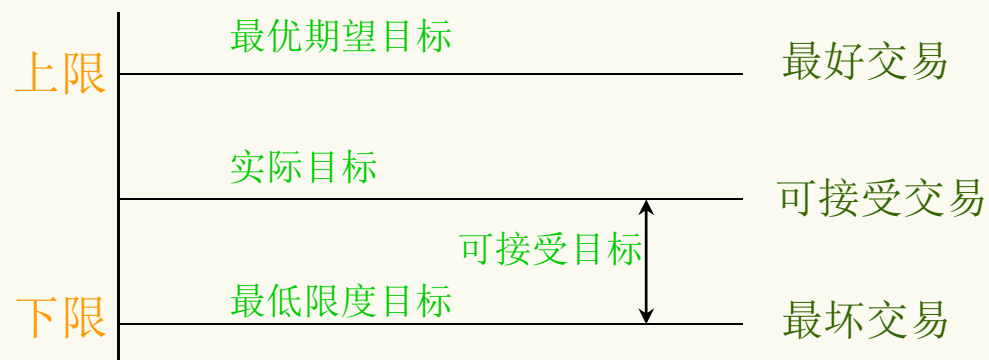 最优期望目标
上限
最好交易
实际目标
可接受交易
可接受目标
最低限度目标
下限
最坏交易